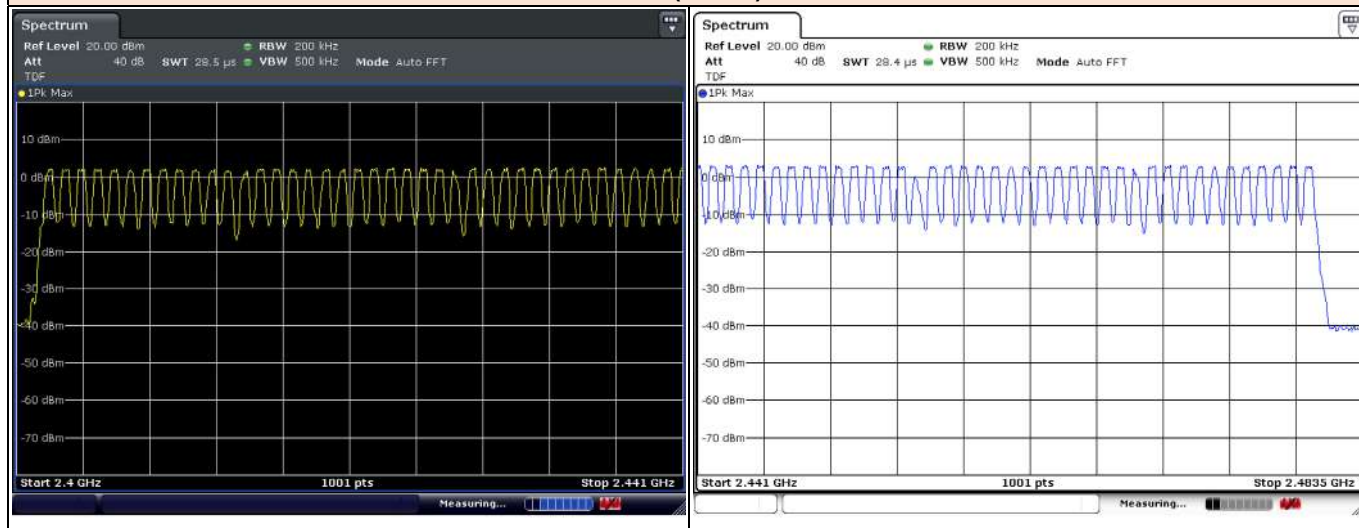 Spectrum
Ref Level 20.00 dBm RBW 200 kHz
Att 40 dB SWT 28.5 µs VBW 500 kHz Mode Auto FFT
TDF
1Pk Max
10 dBm
0 dBm
-10 dBm
-20 dBm
-30 dBm
-40 dBm
-50 dBm
-60 dBm
-70 dBm
Start 2.4 GHz 1001 pts Stop 2.441 GHz
Measuring...
Spectrum
Ref Level 20.00 dBm RBW 200 kHz
Att 40 dB SWT 28.4 µs VBW 500 kHz Mode Auto FFT
TDF
1Pk Max
10 dBm
0 dBm
-10 dBm
-20 dBm
-30 dBm
-40 dBm
-50 dBm
-60 dBm
-70 dBm
Start 2.441 GHz 1001 pts Stop 2.4835 GHz
Measuring...